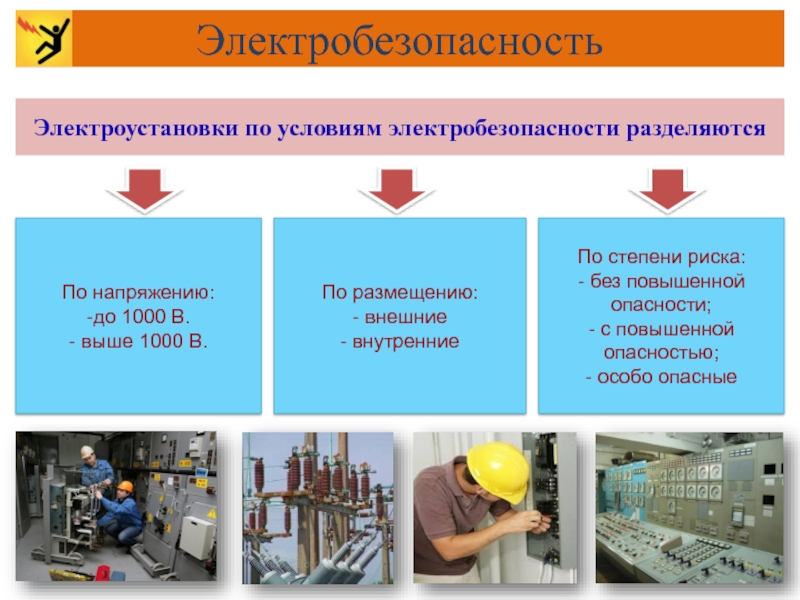 Электробезопасность
Электроустановки по условиям электробезопасности разделяются
По напряжению:
-до 1000 В.
- выше 1000 В.
По размещению:
- внешние
- внутренние
По степени риска:
- без повышенной
опасности;
- с повышенной
опасностью;
- особо опасные